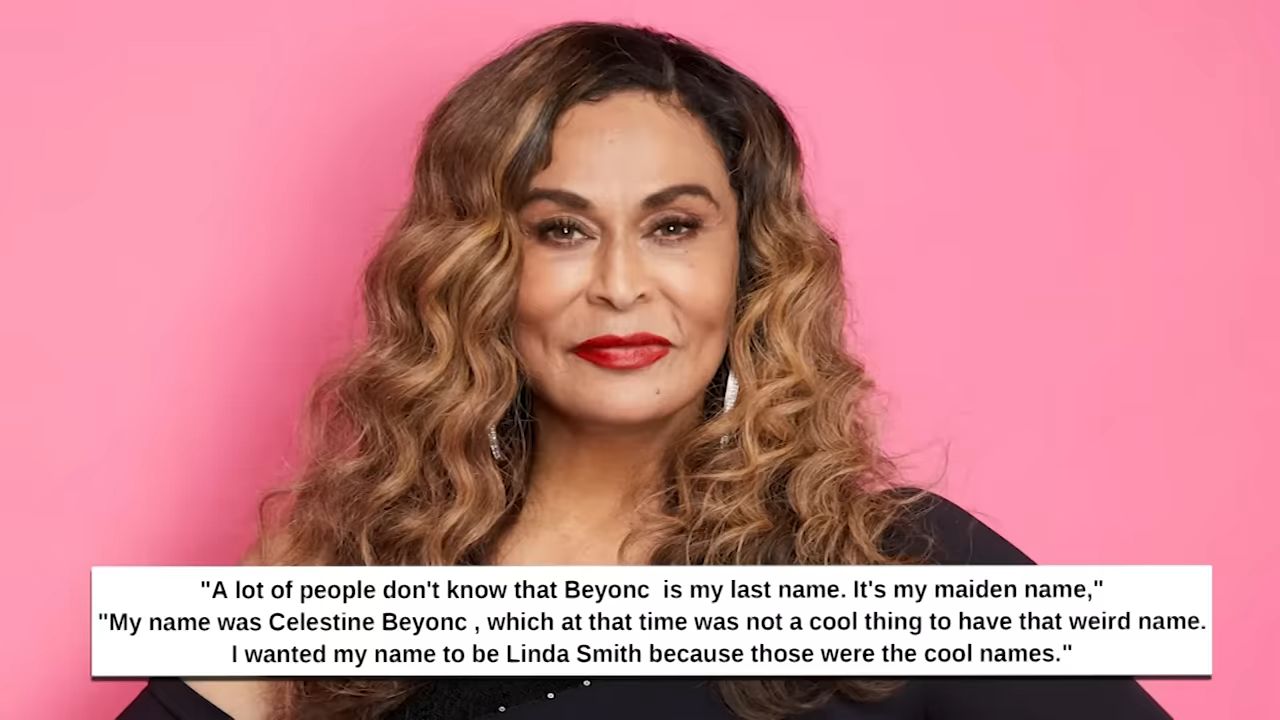 "A lot of people don't know that Beyonc  is my last name. It's my maiden name,"
"My name was Celestine Beyonc , which at that time was not a cool thing to have that weird name.
I wanted my name to be Linda Smith because those were the cool names."